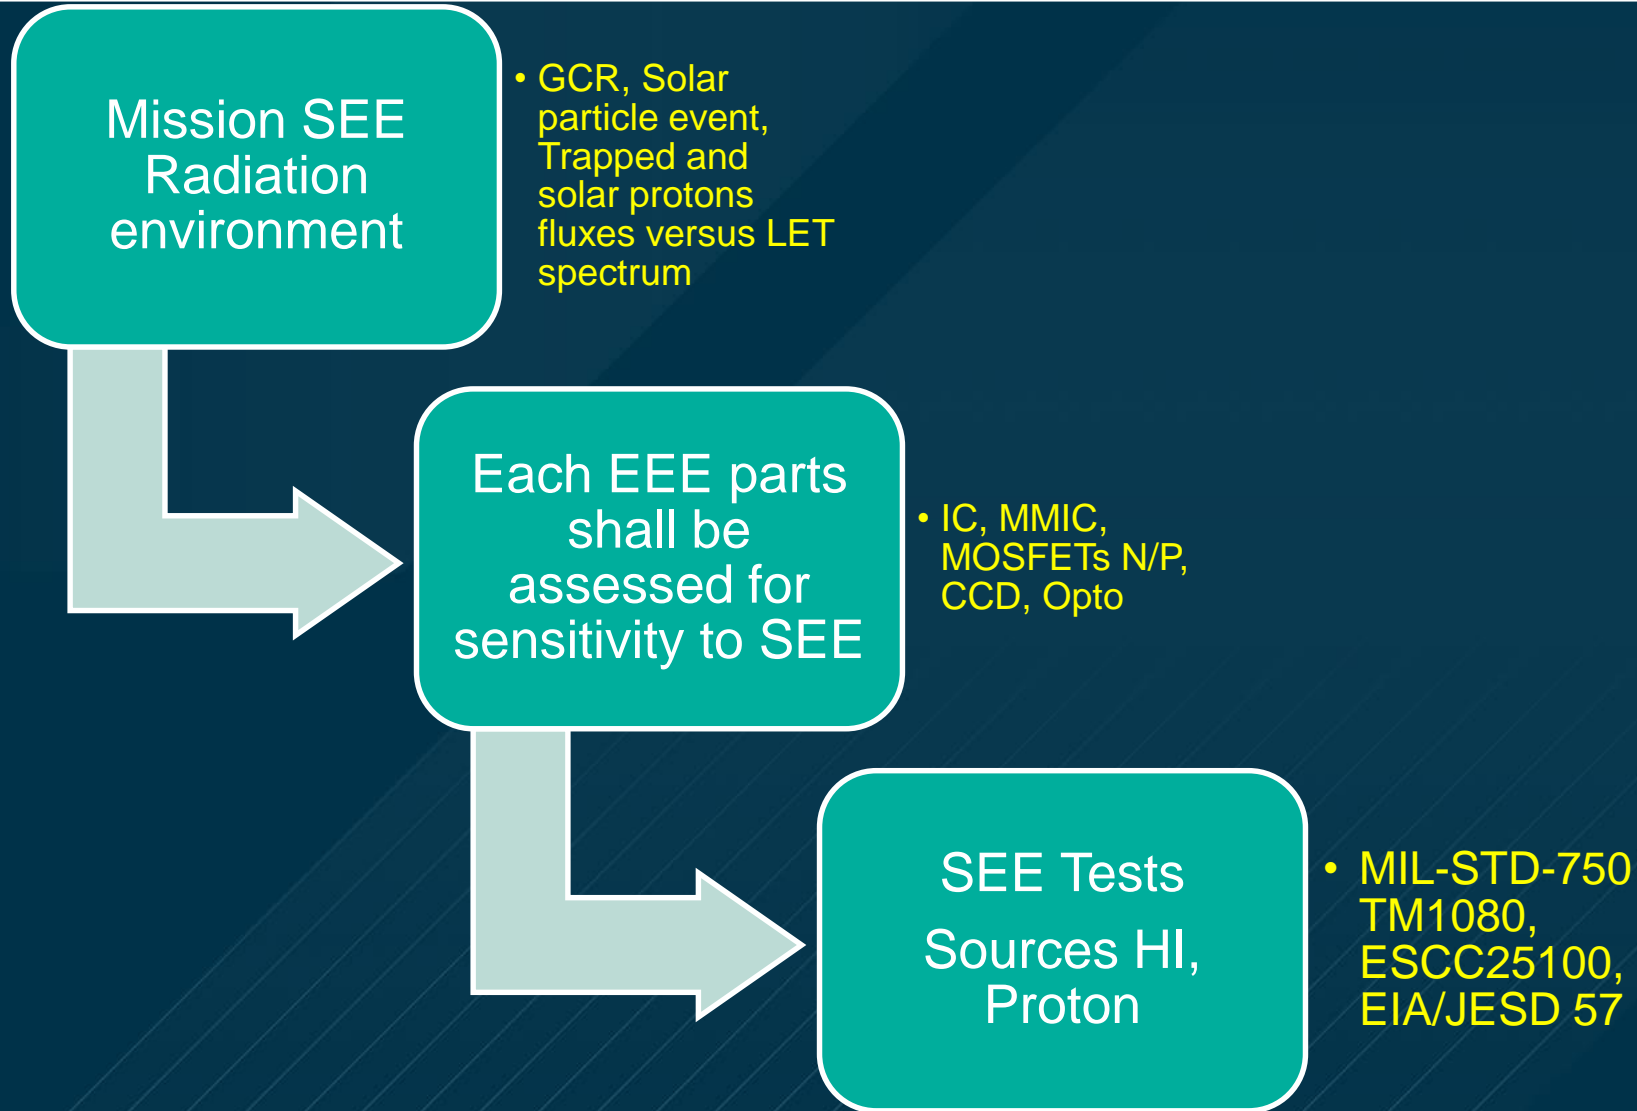 Mission SEE
Radiation
environment
• GCR, Solar
particle event,
Trapped and
solar protons
fluxes versus LET
spectrum
Each EEE parts
shall be
assessed for
sensitivity to SEE
• IC, MMIC,
MOSFETs N/P,
CCD, Opto
SEE Tests
Sources HI,
Proton
• MIL-STD-750
TM1080,
ESCC25100,
EIA/JESD 57